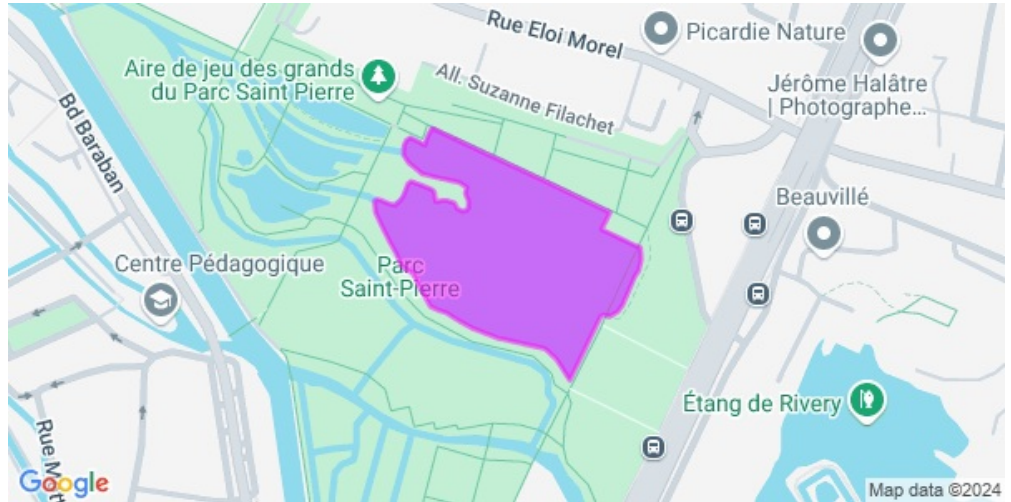 Rue Eloi Morel
Picardie Nature
Aire de jeu des grands
du Parc Saint Pierre
All. Suzanne Filachet
Jérôme Halâtre
| Photographe...
Bd Baraban
Beauvillé
Centre Pédagogique
Parc
Saint-Pierre
Étang de Rivery
Google
Map data ©2024